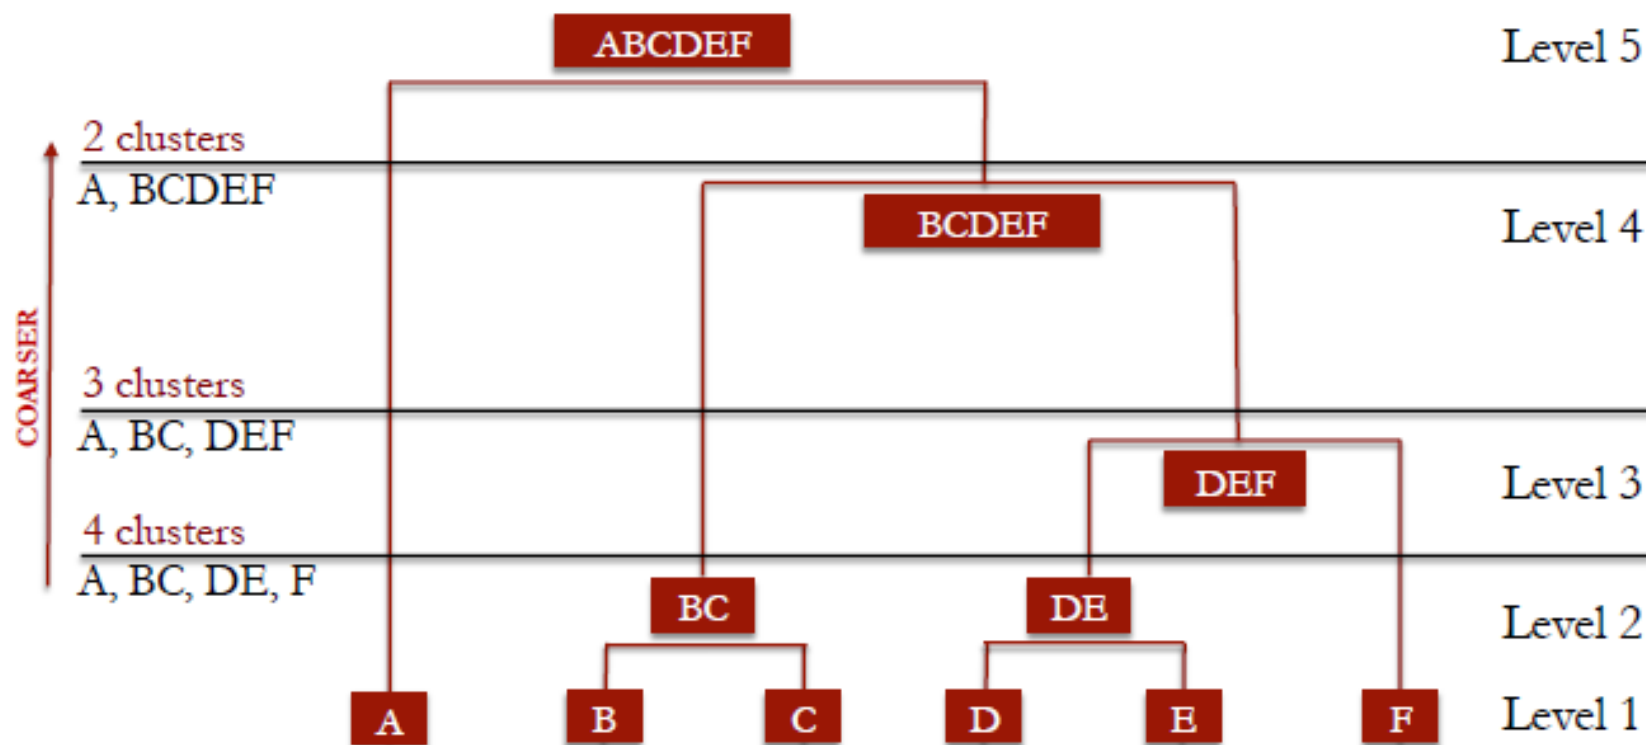 ABCDEF
Level 5
2 clusters
A, BCDEF
BCDEF
Level 4
COARSER
3 clusters
A, BC, DEF
DEF
Level 3
4 clusters
A, BC, DE, F
BC
DE
Level 2
A
B
C
D
E
F
Level 1